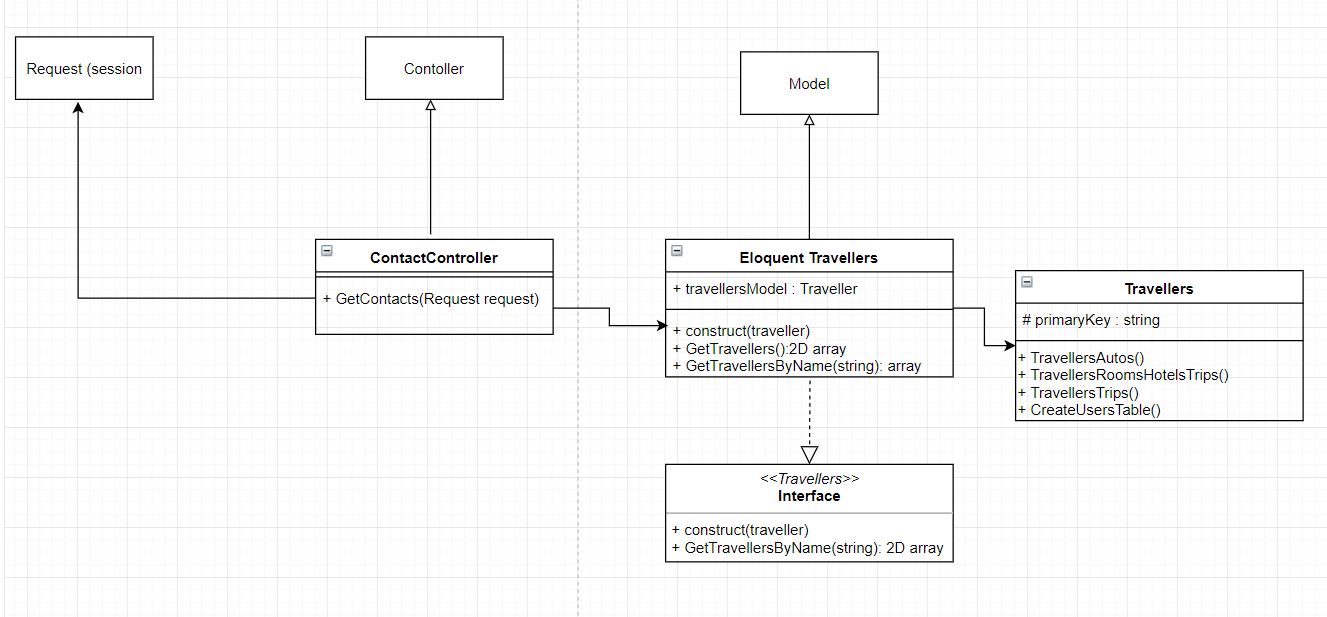 Request (session
Contoller
Model
ContactController
+ GetContacts(Request request)
Eloquent Travellers
+ travellersModel : Traveller
+ construct(traveller)
+ GetTravellers():2D array
+ GetTravellersByName(string): array
Travellers
# primaryKey : string
+ TravellersAutos()
+ TravellersRoomsHotelsTrips()
+ TravellersTrips()
+ CreateUsersTable()
<<Travellers>>
Interface
+ construct(traveller)
+ GetTravellersByName(string): 2D array